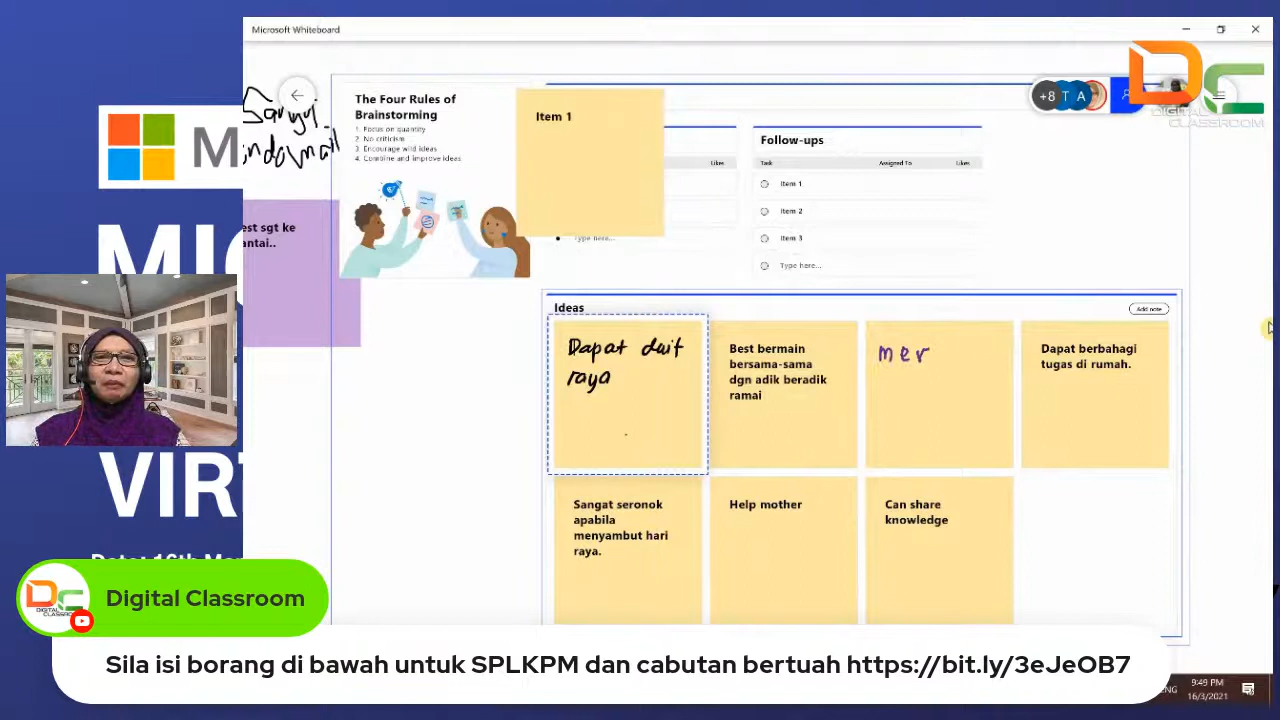 Microsoft Whiteboard
M
The Four Rules of
Brainstorming
1. Focus on quantity
2. No criticism
3. Encourage wild ideas
4. Combine and improve ideas
Item 1
Likes
Type here...
Follow-ups
Task Assigned To Likes
Item 1
Item 2
Item 3
Type here...
+8 T A
DC
DIGITAL
CLASSROOM
est sgt ke
antai..
MI
VIR
Ideas
Add note
Dapat duit
raya
Best bermain
bersama-sama
dgn adik beradik
ramai
mer
Dapat berbahagi
tugas di rumah.
Sangat seronok
apabila
menyambut hari
raya.
Help mother
Can share
knowledge
Digital Classroom
Sila isi borang di bawah untuk SPLKPM dan cabutan bertuah https://bit.ly/3eJeOB7
9:49 PM
16/3/2021